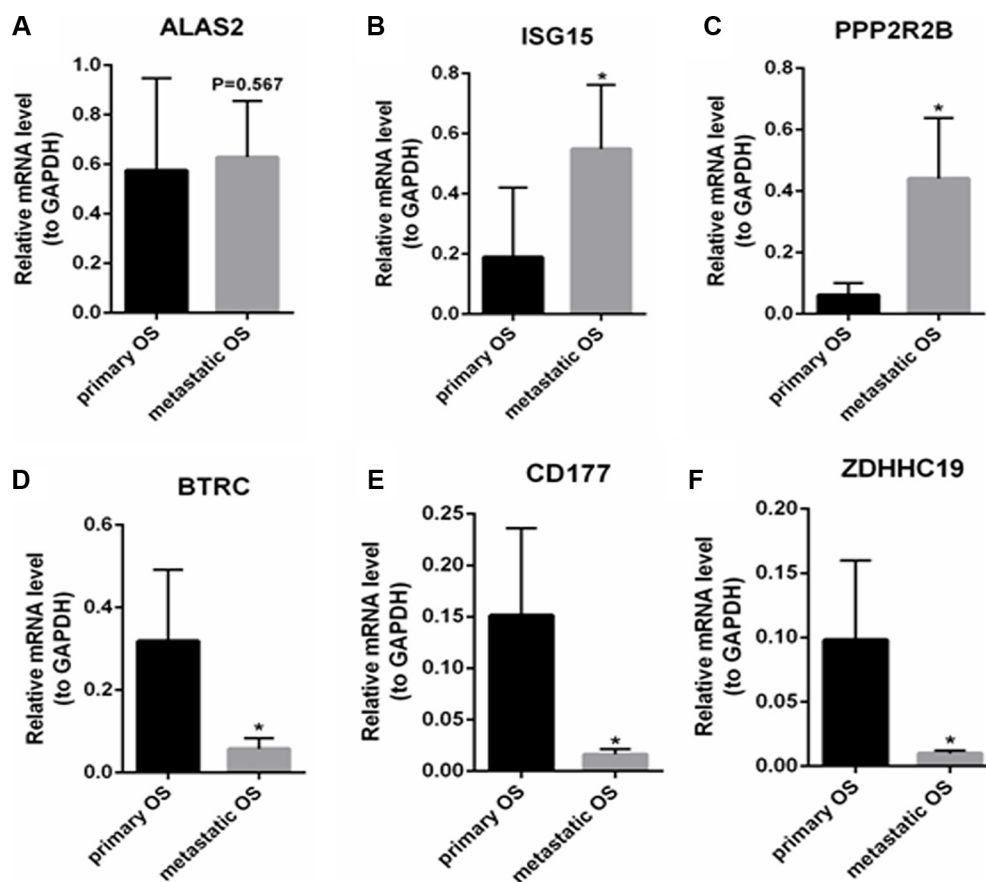 A
ALAS2
Relative mRNA level
(to GAPDH)
1.0
0.8
0.6
0.4
0.2
0.0
P=0.567
primary OS
metastatic OS
B
ISG15
Relative mRNA level
(to GAPDH)
0.8
0.6
0.4
0.2
0.0
*
primary OS
metastatic OS
C
PPP2R2B
Relative mRNA level
(to GAPDH)
0.8
0.6
0.4
0.2
0.0
*
primary OS
metastatic OS
D
BTRC
Relative mRNA level
(to GAPDH)
0.6
0.4
0.2
0.0
*
primary OS
metastatic OS
E
CD177
Relative mRNA level
(to GAPDH)
0.25
0.20
0.15
0.10
0.05
0.00
*
primary OS
metastatic OS
F
ZDHHC19
Relative mRNA level
(to GAPDH)
0.20
0.15
0.10
0.05
0.00
*
primary OS
metastatic OS